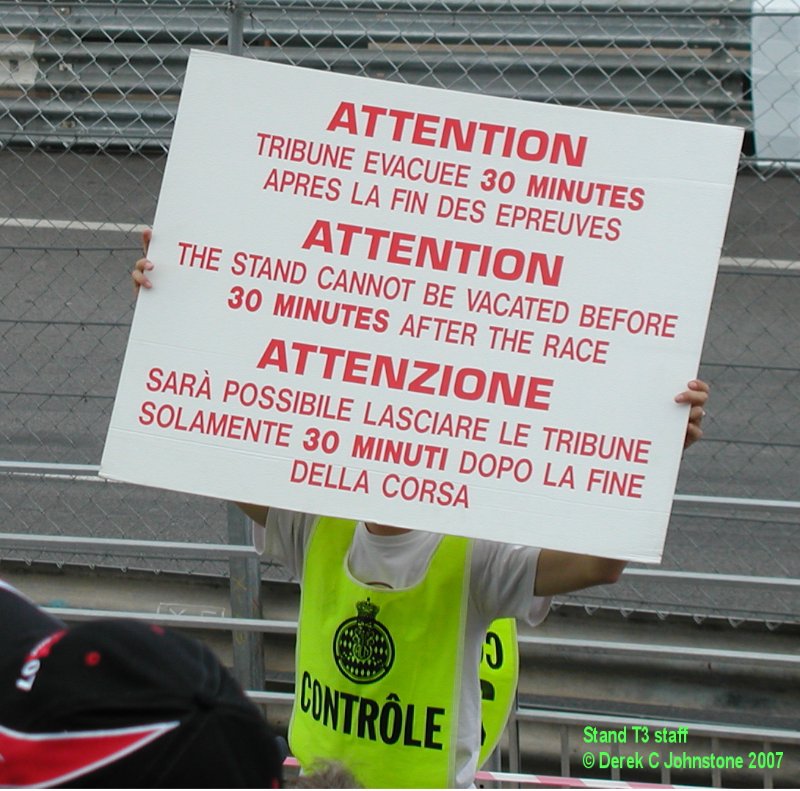 ATTENTION
TRIBUNE EVACUEE 30 MINUTES
APRES LA FIN DES EPREUVES
ATTENTION
THE STAND CANNOT BE VACATED BEFORE
30 MINUTES AFTER THE RACE
ATTENZIONE
SARÀ POSSIBILE LASCIARE LE TRIBUNE
SOLAMENTE 30 MINUTI DOPO LA FINE
DELLA CORSA
CONTRÔLE
Stand T3 staff
© Derek C Johnstone 2007